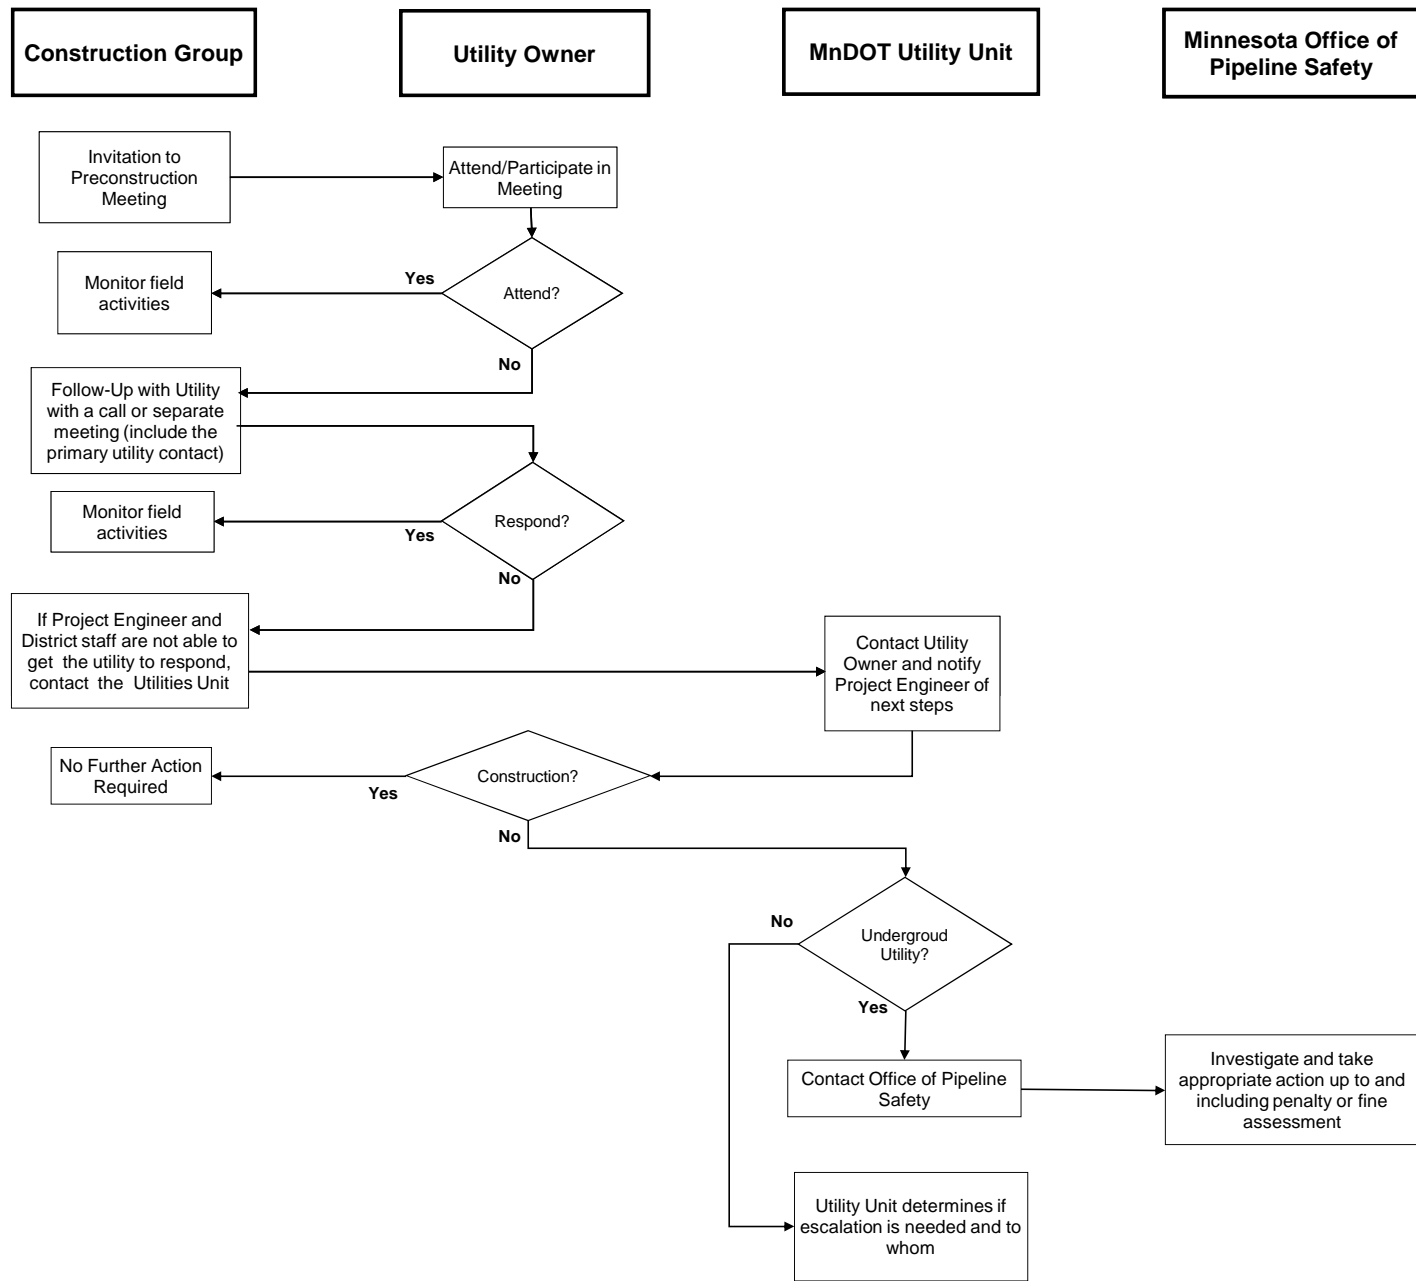 Construction Group
Utility Owner
MnDOT Utility Unit
Minnesota Office of
Pipeline Safety
Invitation to
Preconstruction
Meeting
Attend/Participate in
Meeting
Monitor field
activities
Yes
Attend?
No
Follow-Up with Utility
with a call or separate
meeting (include the
primary utility contact)
Monitor field
activities
Yes
Respond?
No
If Project Engineer and
District staff are not able to
get the utility to respond,
contact the Utilities Unit
Contact Utility
Owner and notify
Project Engineer of
next steps
No Further Action
Required
Yes
Construction?
No
No
Undergroud
Utility?
Yes
Contact Office of Pipeline
Safety
Investigate and take
appropriate action up to and
including penalty or fine
assessment
Utility Unit determines if
escalation is needed and to
whom